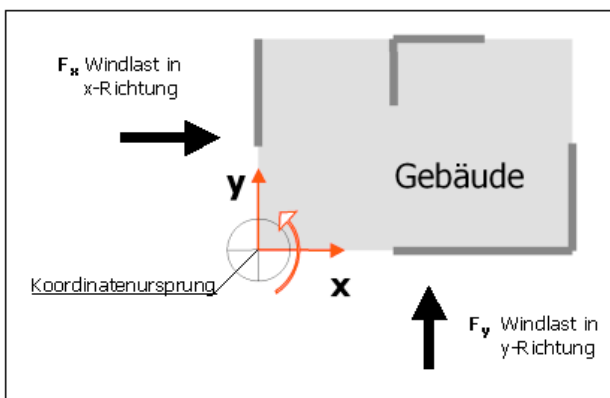 Fx Windlast in
x-Richtung
Gebäude
y
x
Koordinatenursprung
Fy Windlast in
y-Richtung